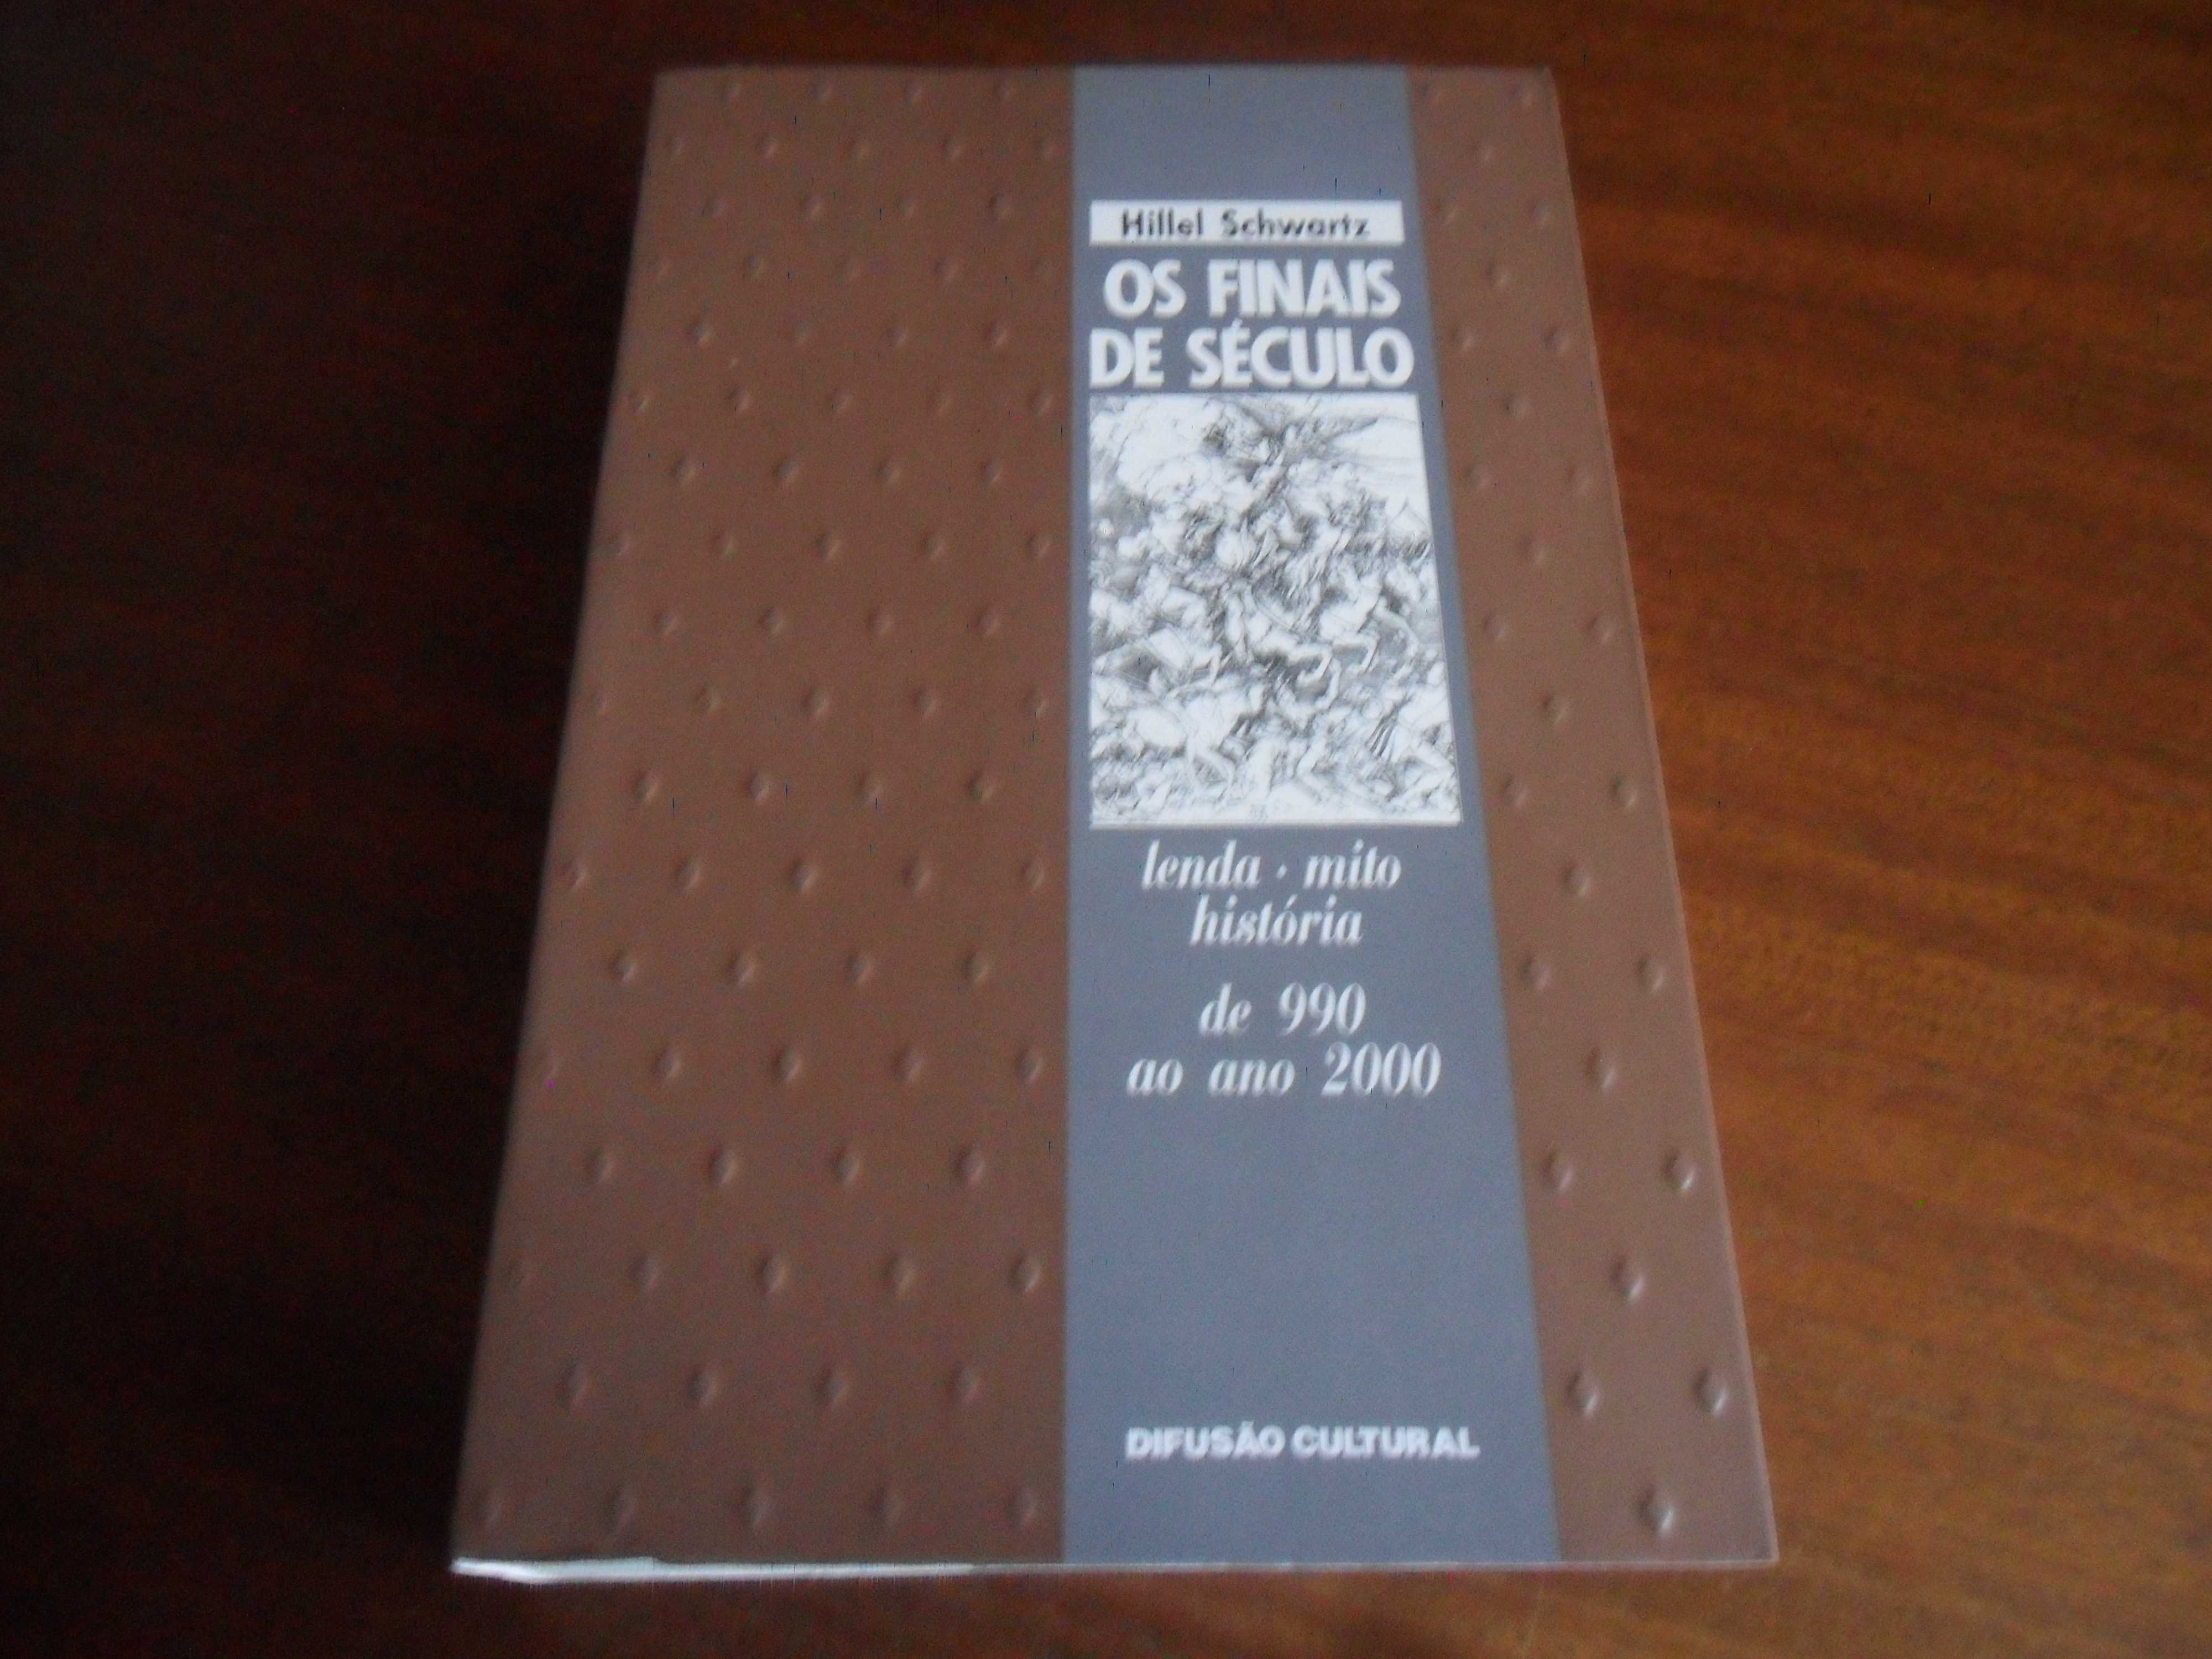 Hillel Schwartz
OS FINAIS
DE SÉCULO
lenda · mito
história
de 990
ao ano 2000
DIFUSÃO CULTURAL